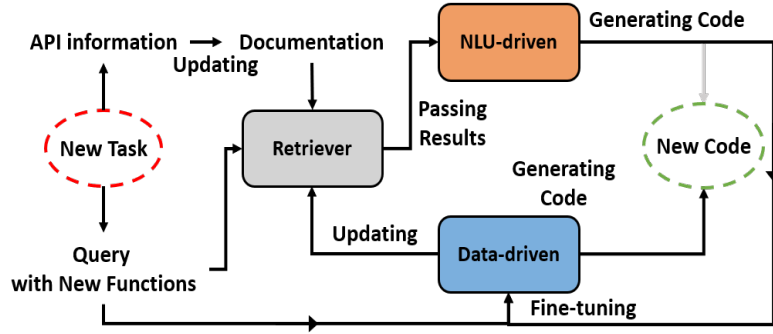 API information
Updating
Documentation
NLU-driven
Generating Code
New Task
Retriever
Passing
Results
New Code
Generating
Code
Query
with New Functions
Updating
Data-driven
Fine-tuning